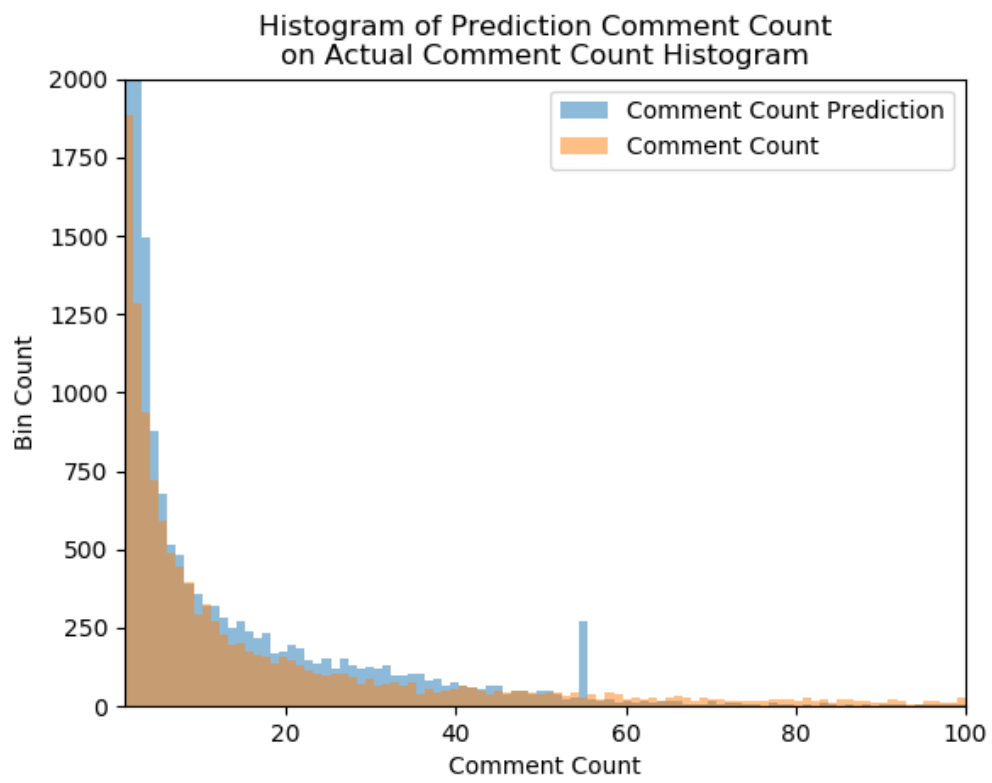 Histogram of Prediction Comment Count
on Actual Comment Count Histogram
2000
1750
1500
1250
1000
750
500
250
0
Bin Count
Comment Count Prediction
Comment Count
20
40
60
80
100
Comment Count